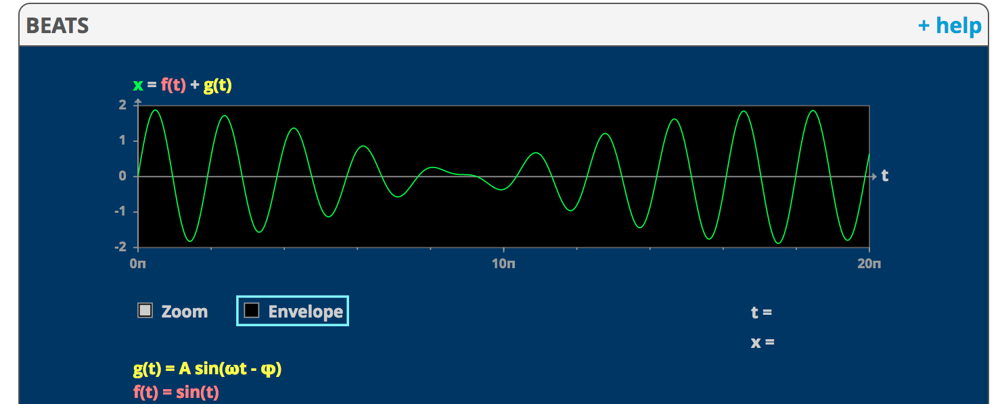 BEATS
+ help
x = f(t) + g(t)
2
1
0
-1
-2
t
0π
10π
20π
Zoom
Envelope
t =
x =
g(t) = A sin(ωt - φ)
f(t) = sin(t)